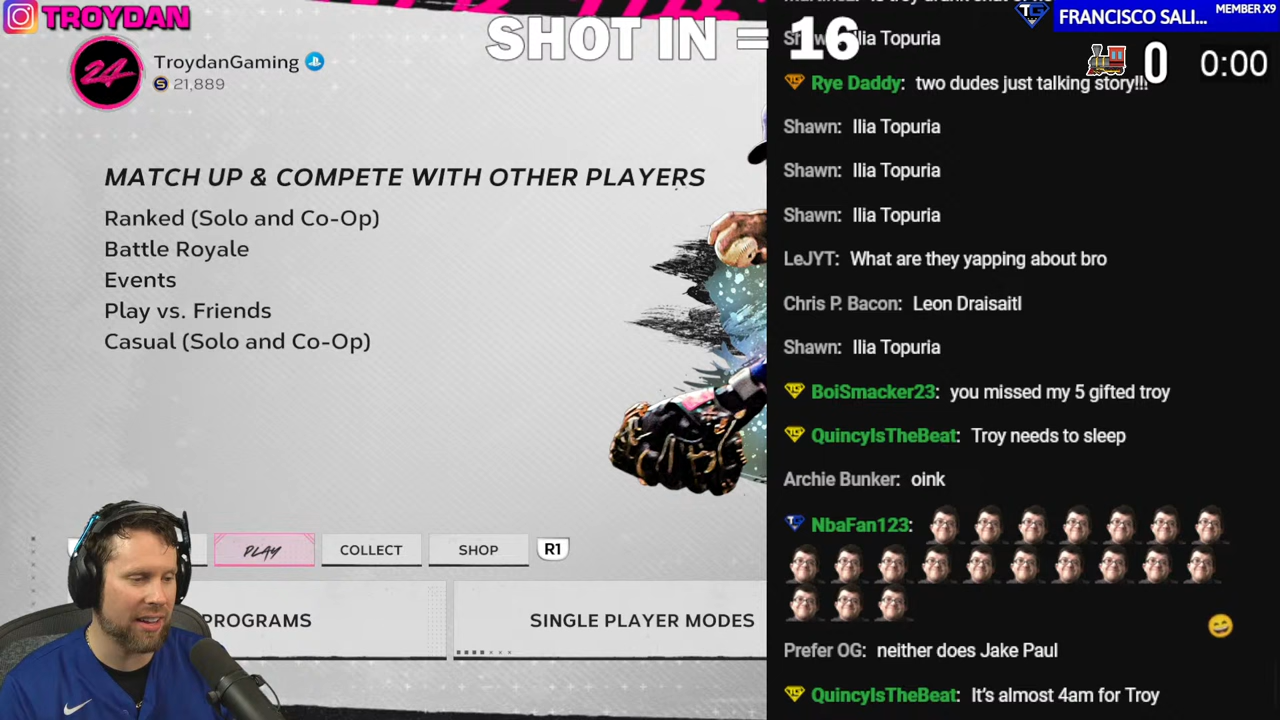 TROYDAN
24
TroydanGaming
S 21,889
SHOT IN = 16
MATCH UP & COMPETE WITH OTHER PLAYERS
Ranked (Solo and Co-Op)
Battle Royale
Events
Play vs. Friends
Casual (Solo and Co-Op)
PLAY
COLLECT
SHOP
R1
PROGRAMS
SINGLE PLAYER MODES
TG
FRANCISCO SALI...
MEMBER X9
0
0:00
lia Topuria
Rye Daddy: two dudes just talking story!!!
Shawn: Ilia Topuria
Shawn: Ilia Topuria
Shawn: Ilia Topuria
LeJYT: What are they yapping about bro
Chris P. Bacon: Leon Draisaitl
Shawn: Ilia Topuria
BoiSmacker23: you missed my 5 gifted troy
QuincyIsTheBeat: Troy needs to sleep
Archie Bunker: oink
NbaFan123:
Prefer OG: neither does Jake Paul
QuincyIsTheBeat: It's almost 4am for Troy